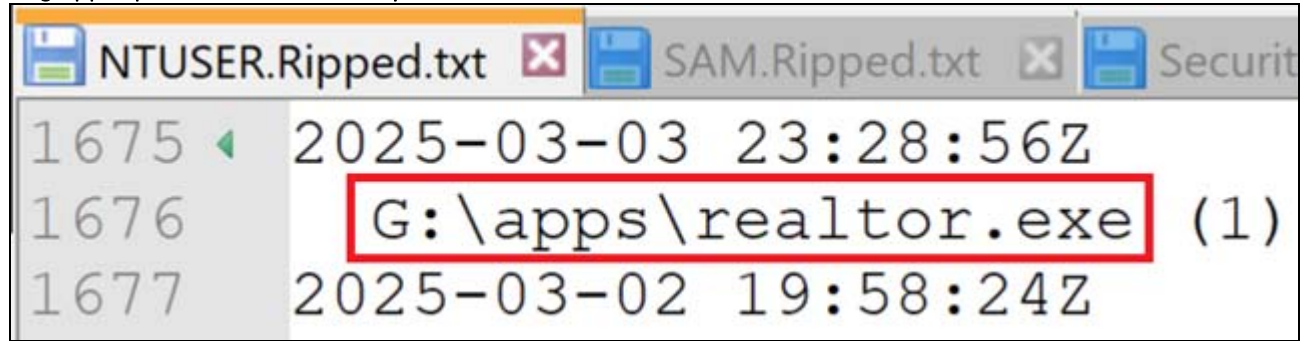 NTUSER.Ripped.txt SAM.Ripped.txt Securit
1675 2025-03-03 23:28:56Z
1676 G:\apps\realtor.exe (1)
1677 2025-03-02 19:58:24Z